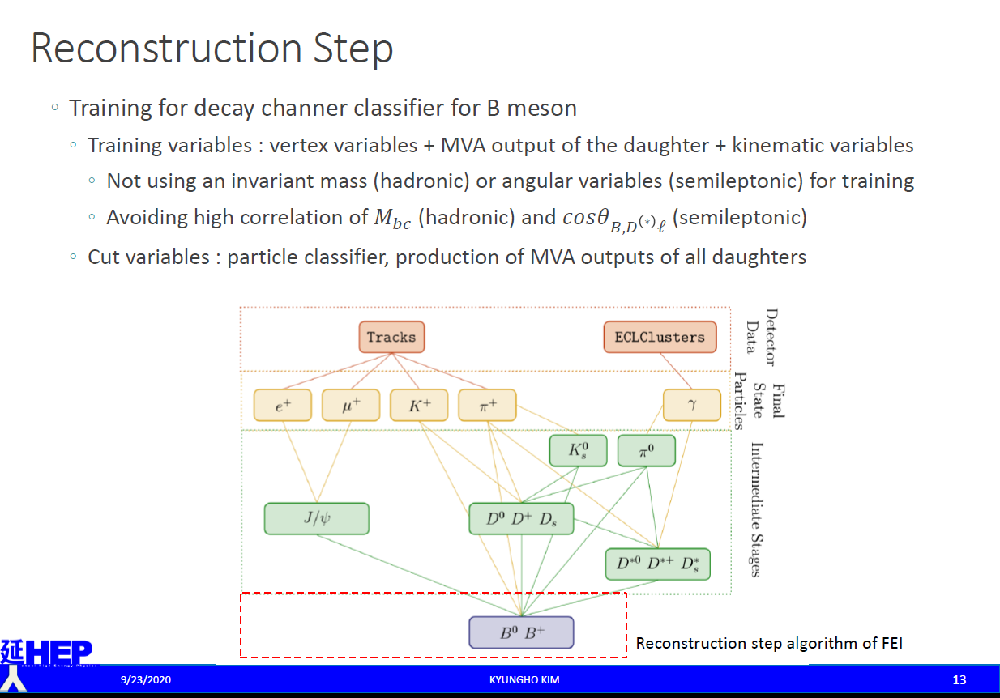 Reconstruction Step
◦ Training for decay channer classifier for B meson
◦ Training variables : vertex variables + MVA output of the daughter + kinematic variables
◦ Not using an invariant mass (hadronic) or angular variables (semileptonic) for training
◦ Avoiding high correlation of M_bc (hadronic) and cosθ_{B,D^(*)ℓ} (semileptonic)
◦ Cut variables : particle classifier, production of MVA outputs of all daughters
Tracks
ECLClusters
Detector
Data
e⁺
μ⁺
K⁺
π⁺
γ
Final
State
Particles
K_s⁰
π⁰
J/ψ
D⁰ D⁺ D_s
D*⁰ D*⁺ D_s*
Intermediate Stages
B⁰ B⁺
Reconstruction step algorithm of FEI
延HEP
9/23/2020
KYUNGHO KIM
13